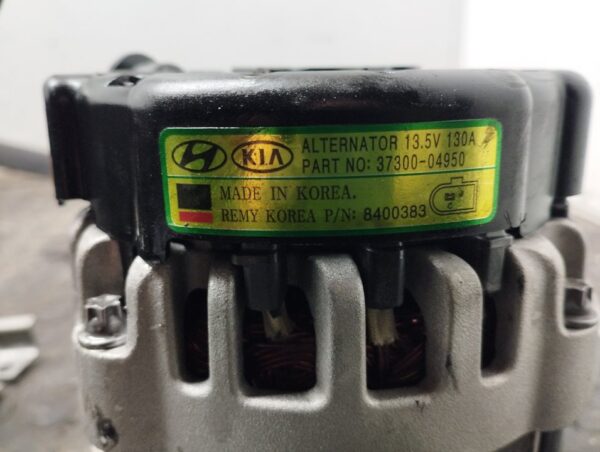 KIA ALTERNATOR 13.5V 130A
PART NO: 37300-04950
MADE IN KOREA.
REMY KOREA P/N: 8400383